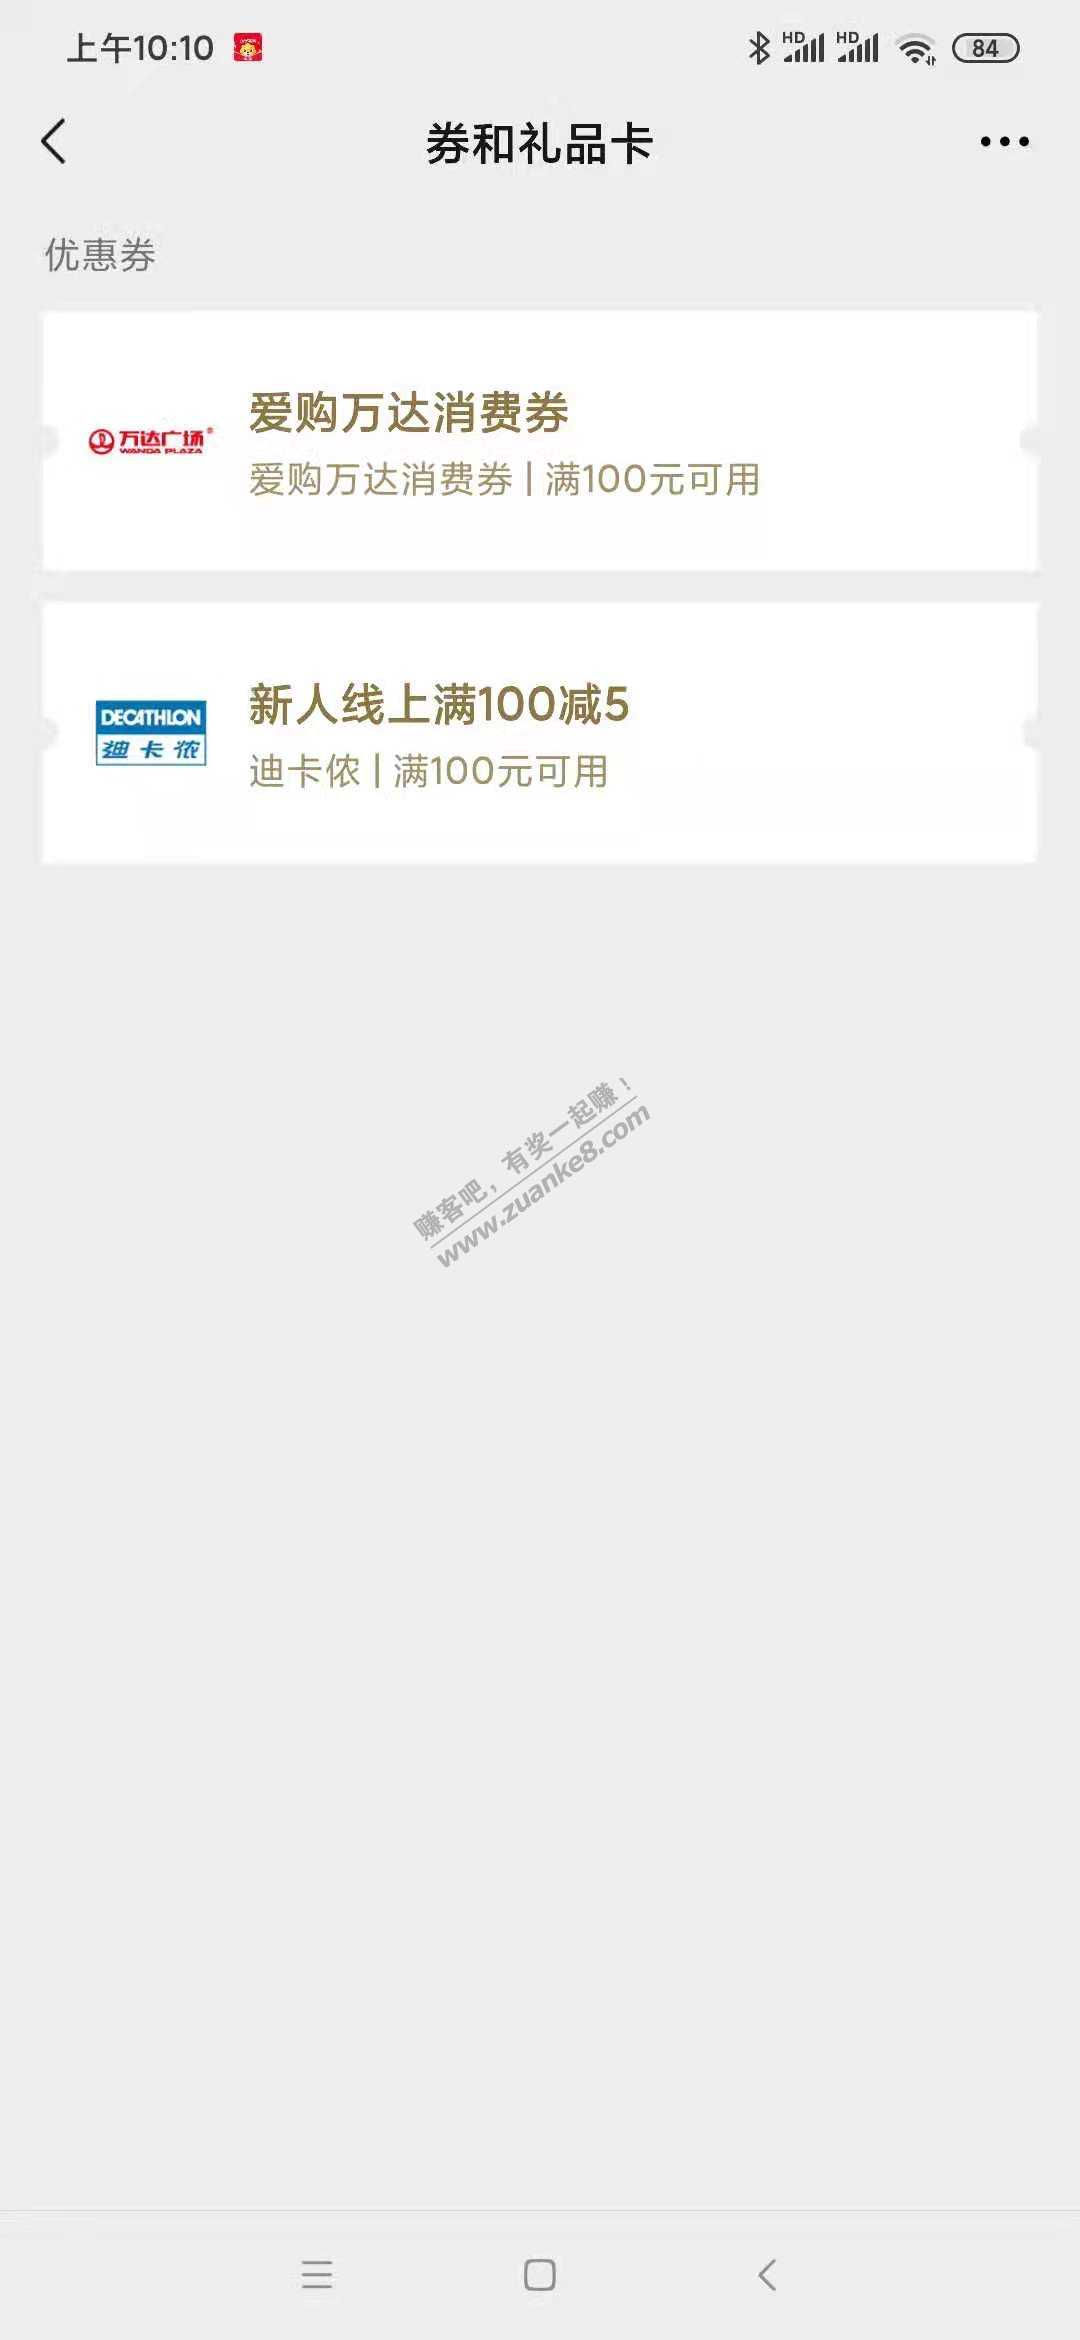 上午10:10
HD HD 84
券和礼品卡
优惠券
万达广场®
WANDA PLAZA
爱购万达消费券
爱购万达消费券 | 满100元可用
DECATHLON
迪卡侬
新人线上满100减5
迪卡侬 | 满100元可用
赚客吧，有奖一起赚！
www.zuanke8.com